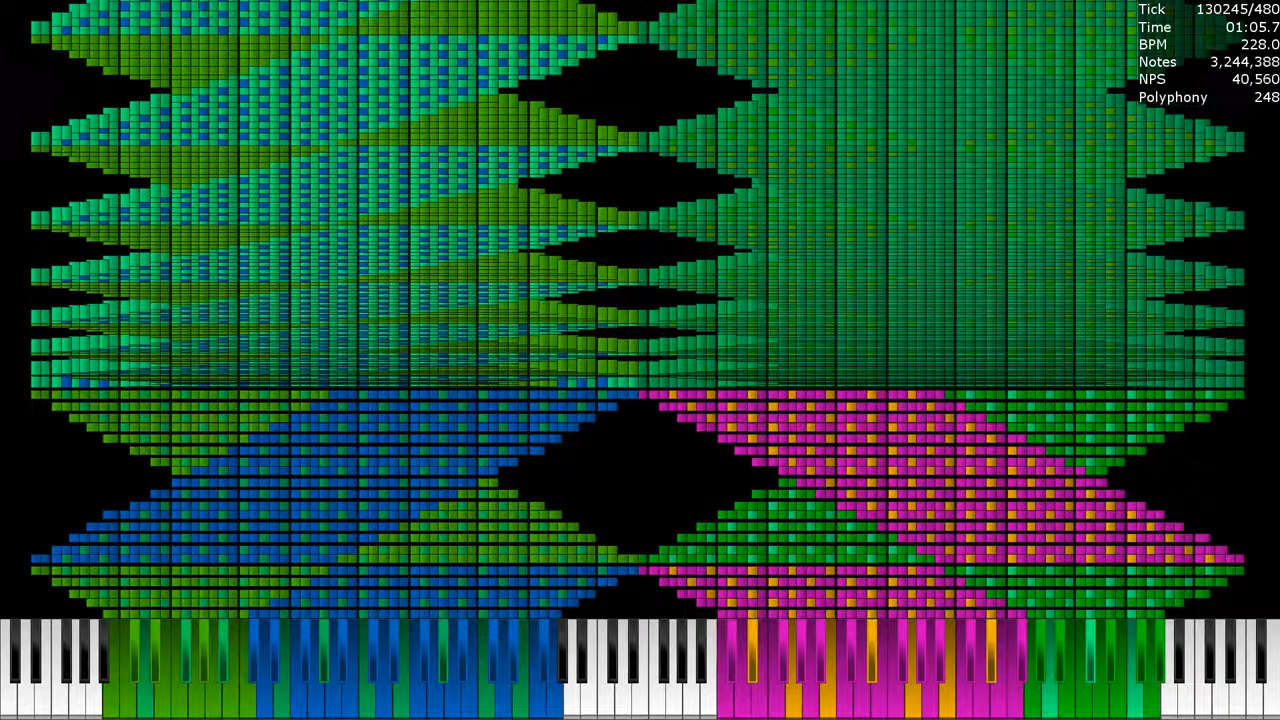 Tick 130245/480
Time 01:05.7
BPM 228.0
Notes 3,244,388
NPS 40,560
Polyphony 248